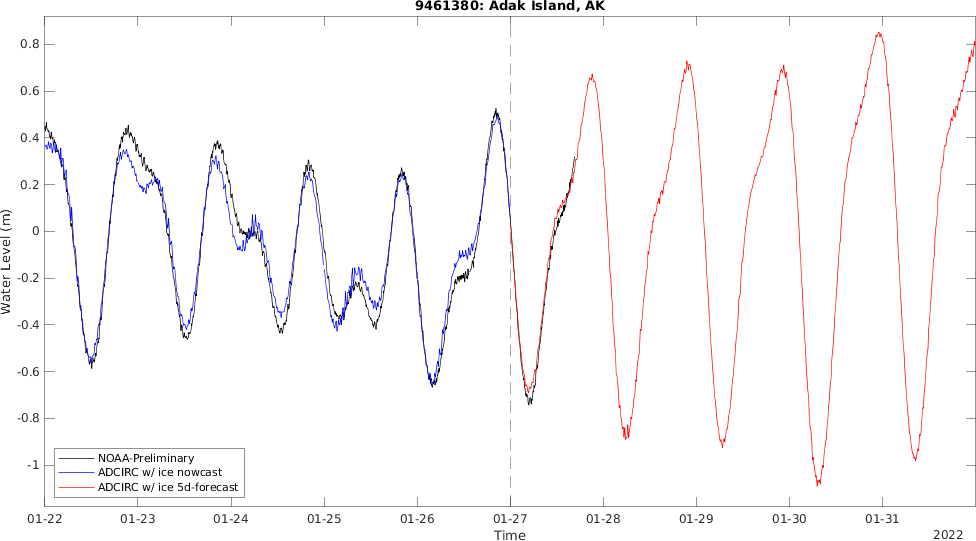 9461380: Adak Island, AK
Water Level (m)
0.8
0.6
0.4
0.2
0
-0.2
-0.4
-0.6
-0.8
-1
NOAA-Preliminary
ADCIRC w/ ice nowcast
ADCIRC w/ ice 5d-forecast
01-22 01-23 01-24 01-25 01-26 01-27 01-28 01-29 01-30 01-31
Time
2022